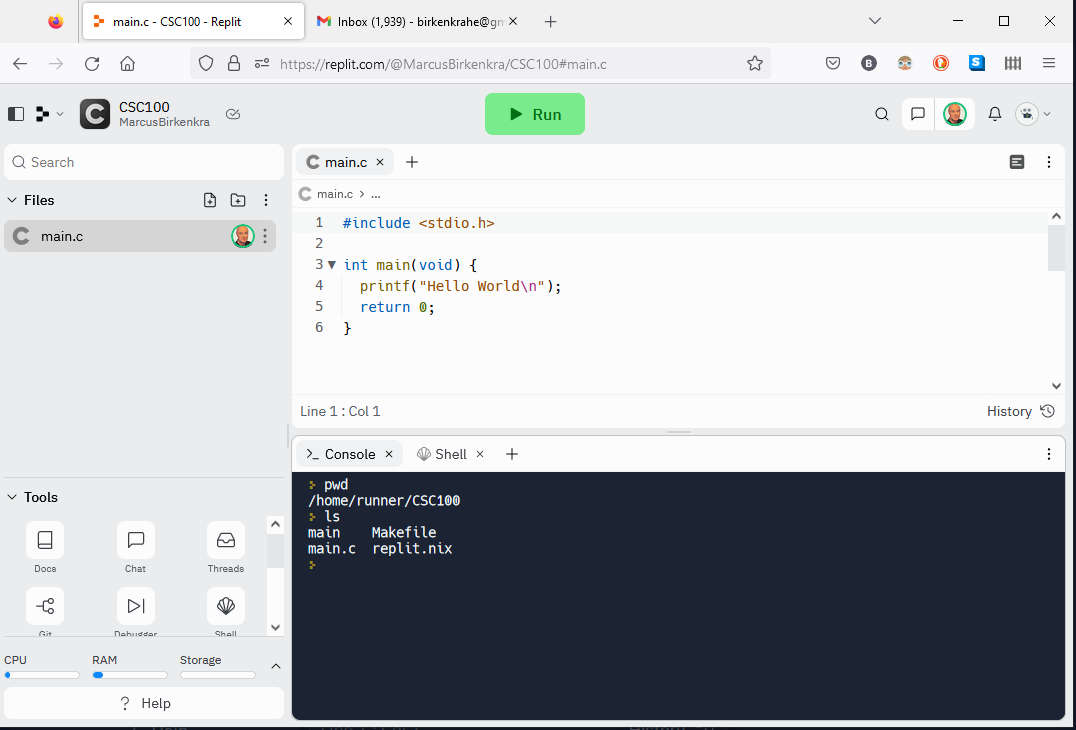 main.c - CSC100 - Replit
Inbox (1,939) - birkenkrahe@gm
https://replit.com/@MarcusBirkenkra/CSC100#main.c
CSC100
MarcusBirkenkra
Run
Search
Files
main.c
main.c
main.c > ...
1 #include <stdio.h>
2
3 int main(void) {
4 printf("Hello World\n");
5 return 0;
6 }
Line 1 : Col 1
History
Console
Shell
pwd
/home/runner/CSC100
ls
main Makefile
main.c replit.nix
Tools
Docs
Chat
Threads
Git
Debugger
Shell
CPU
RAM
Storage
? Help